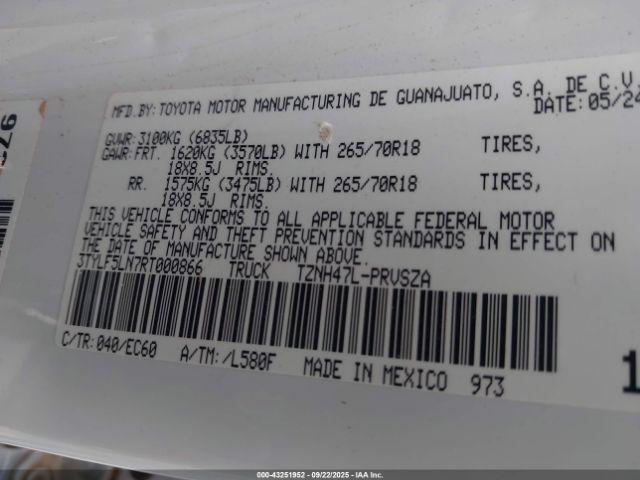 MFD.BY:TOYOTA MOTOR MANUFACTURING DE GUANAJUATO, S.A. DE C.V.
DATE:05/24
GVWR:3100KG (6835LB)
GAWR:FRT. 1620KG (3570LB) WITH 265/70R18 TIRES,
18X8.5J RIMS.
RR. 1575KG (3475LB) WITH 265/70R18 TIRES,
18X8.5J RIMS.
THIS VEHICLE CONFORMS TO ALL APPLICABLE FEDERAL MOTOR
VEHICLE SAFETY AND THEFT PREVENTION STANDARDS IN EFFECT ON
THE DATE OF MANUFACTURE SHOWN ABOVE.
3TYLF5LN7RT000866 TRUCK TZNH47L-PRVSZA
C/TR:040/EC60 A/TM:/L580F MADE IN MEXICO 973
000-43251952 - 09/22/2025 - IAAI.COM